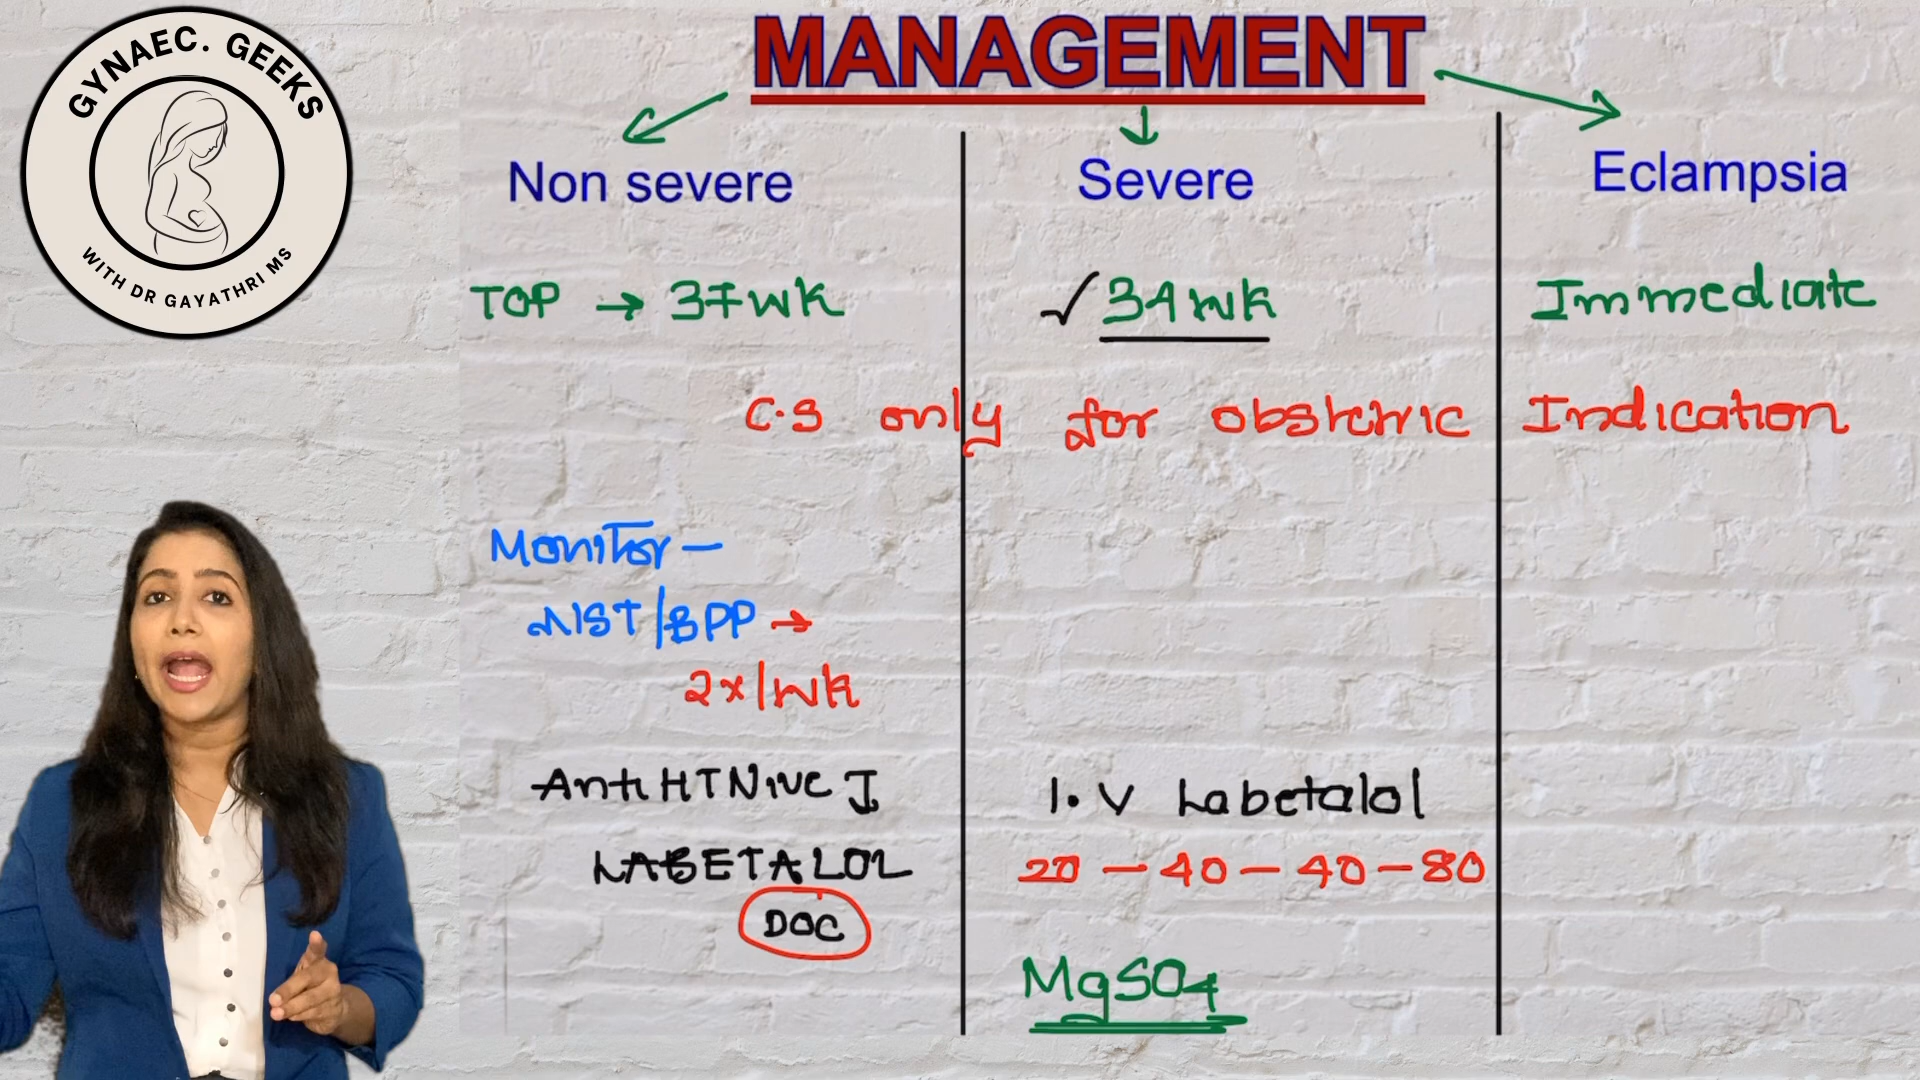 GYNAEC. GEEKS
WITH DR GAYATHRI MS
MANAGEMENT
Non severe
Severe
Eclampsia
TOP → 37wk
✓ 34wk
Immediate
C.S only for obstetric Indication
Monitor —
NST/BPP →
2x/wk
AntiHTNive I
LABETALOL
DOC
I.V Labetalol
20 — 40 — 40 — 80
MgSO4